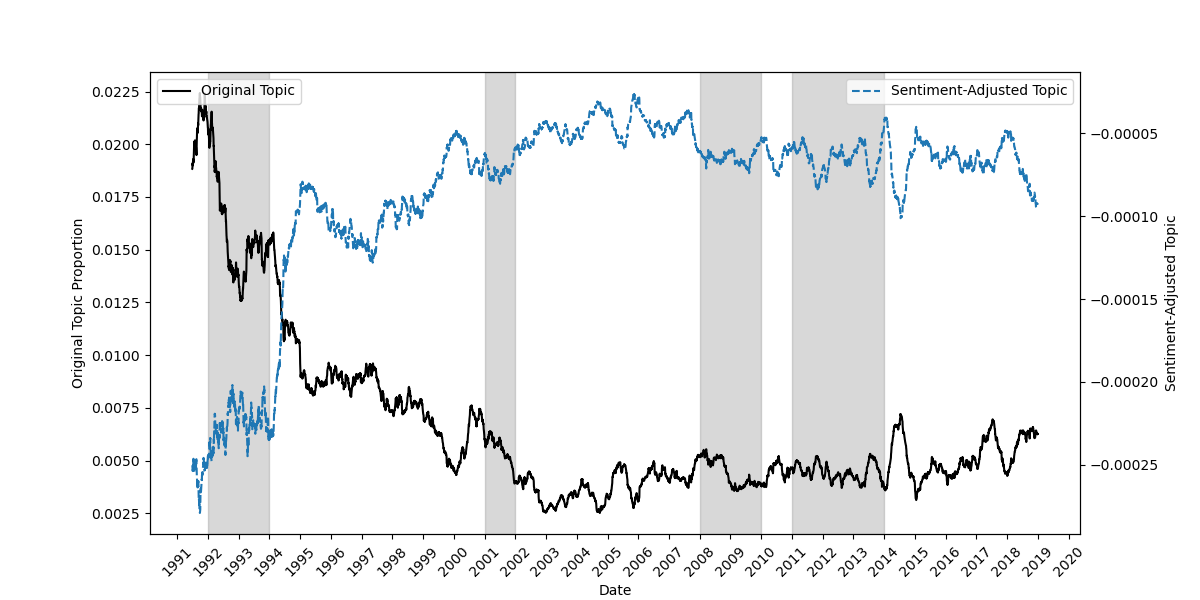 Original Topic
Sentiment-Adjusted Topic
0.0225
0.0200
0.0175
0.0150
0.0125
0.0100
0.0075
0.0050
0.0025
Original Topic Proportion
−0.00005
−0.00010
−0.00015
−0.00020
−0.00025
Sentiment-Adjusted Topic
1991 1992 1993 1994 1995 1996 1997 1998 1999 2000 2001 2002 2003 2004 2005 2006 2007 2008 2009 2010 2011 2012 2013 2014 2015 2016 2017 2018 2019 2020
Date